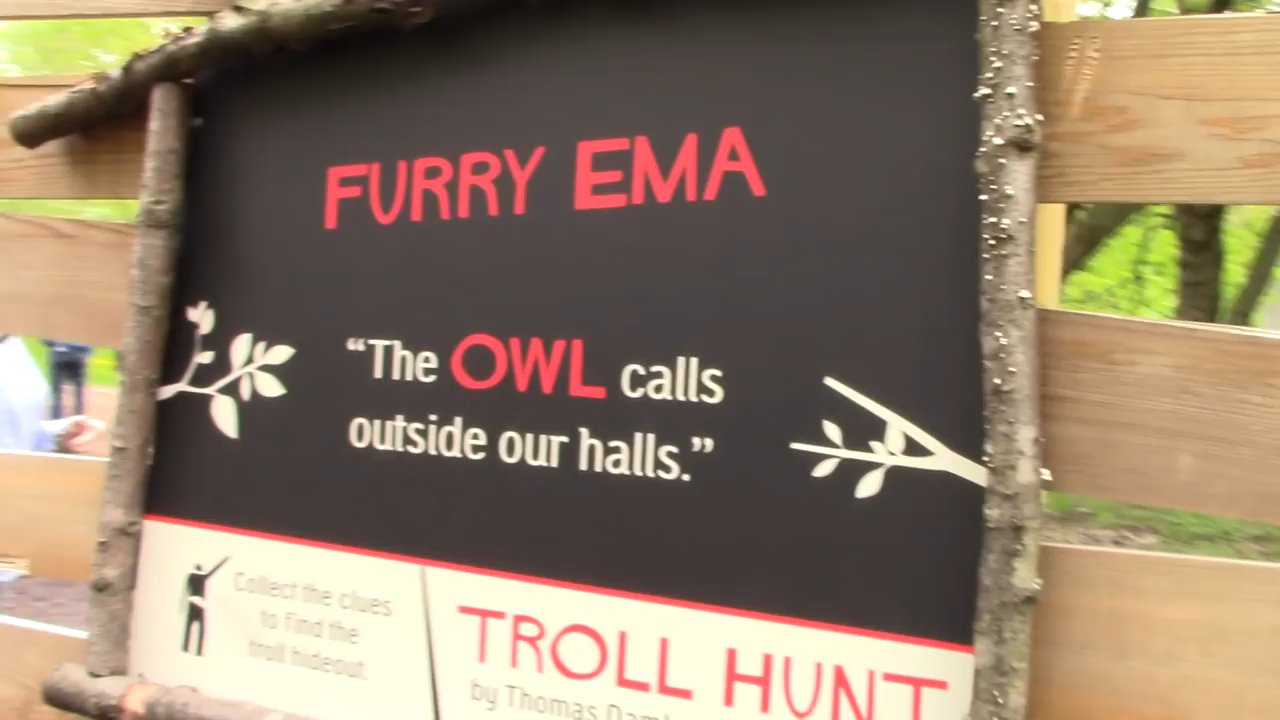 FURRY EMA
“The OWL calls
outside our halls.”
Collect the clues
to find the
troll hideout.
TROLL HUNT
by Thomas